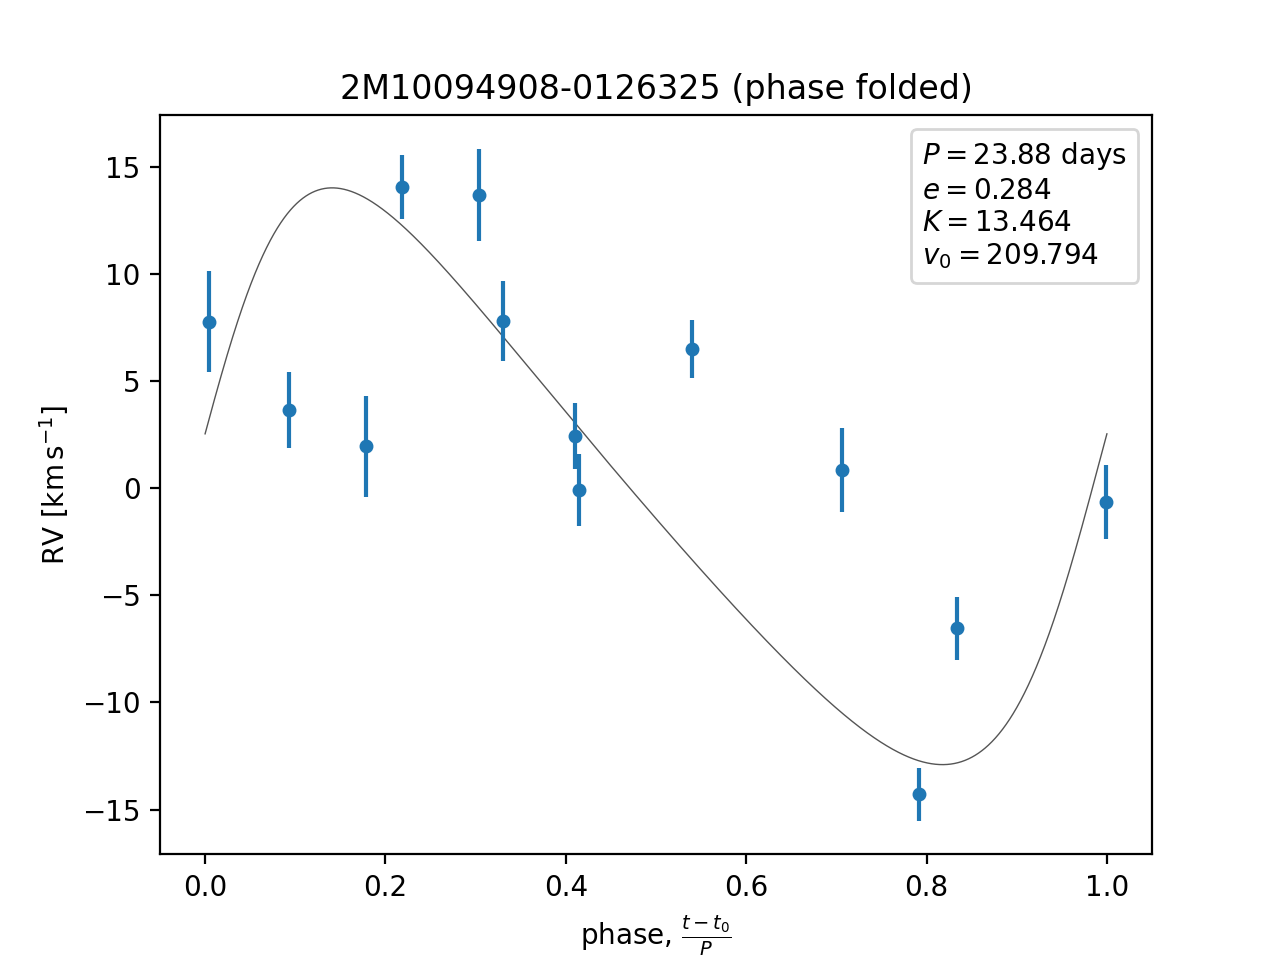 2M10094908-0126325 (phase folded)
P = 23.88 days
e = 0.284
K = 13.464
v₀ = 209.794
RV [km s⁻¹]
15
10
5
0
−5
−10
−15
0.0 0.2 0.4 0.6 0.8 1.0
phase, (t − t₀)/P